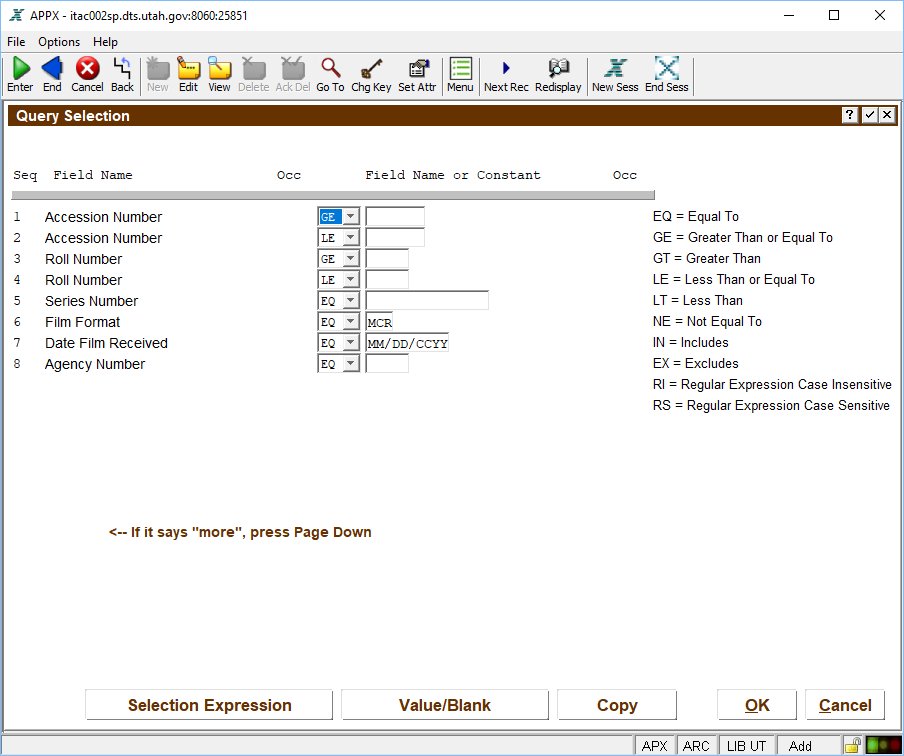 APPX - itac002sp.dts.utah.gov:8060:25851
File Options Help
Enter End Cancel Back New Edit View Delete Ack Del Go To Chg Key Set Attr Menu Next Rec Redisplay New Sess End Sess
Query Selection ?
Seq Field Name Occ Field Name or Constant Occ
1 Accession Number GE EQ = Equal To
2 Accession Number LE GE = Greater Than or Equal To
3 Roll Number GE GT = Greater Than
4 Roll Number LE LE = Less Than or Equal To
5 Series Number EQ LT = Less Than
6 Film Format EQ MCR NE = Not Equal To
7 Date Film Received EQ MM/DD/CCYY IN = Includes
8 Agency Number EQ EX = Excludes
RI = Regular Expression Case Insensitive
RS = Regular Expression Case Sensitive
<-- If it says "more", press Page Down
Selection Expression Value/Blank Copy OK Cancel
APX ARC LIB UT Add